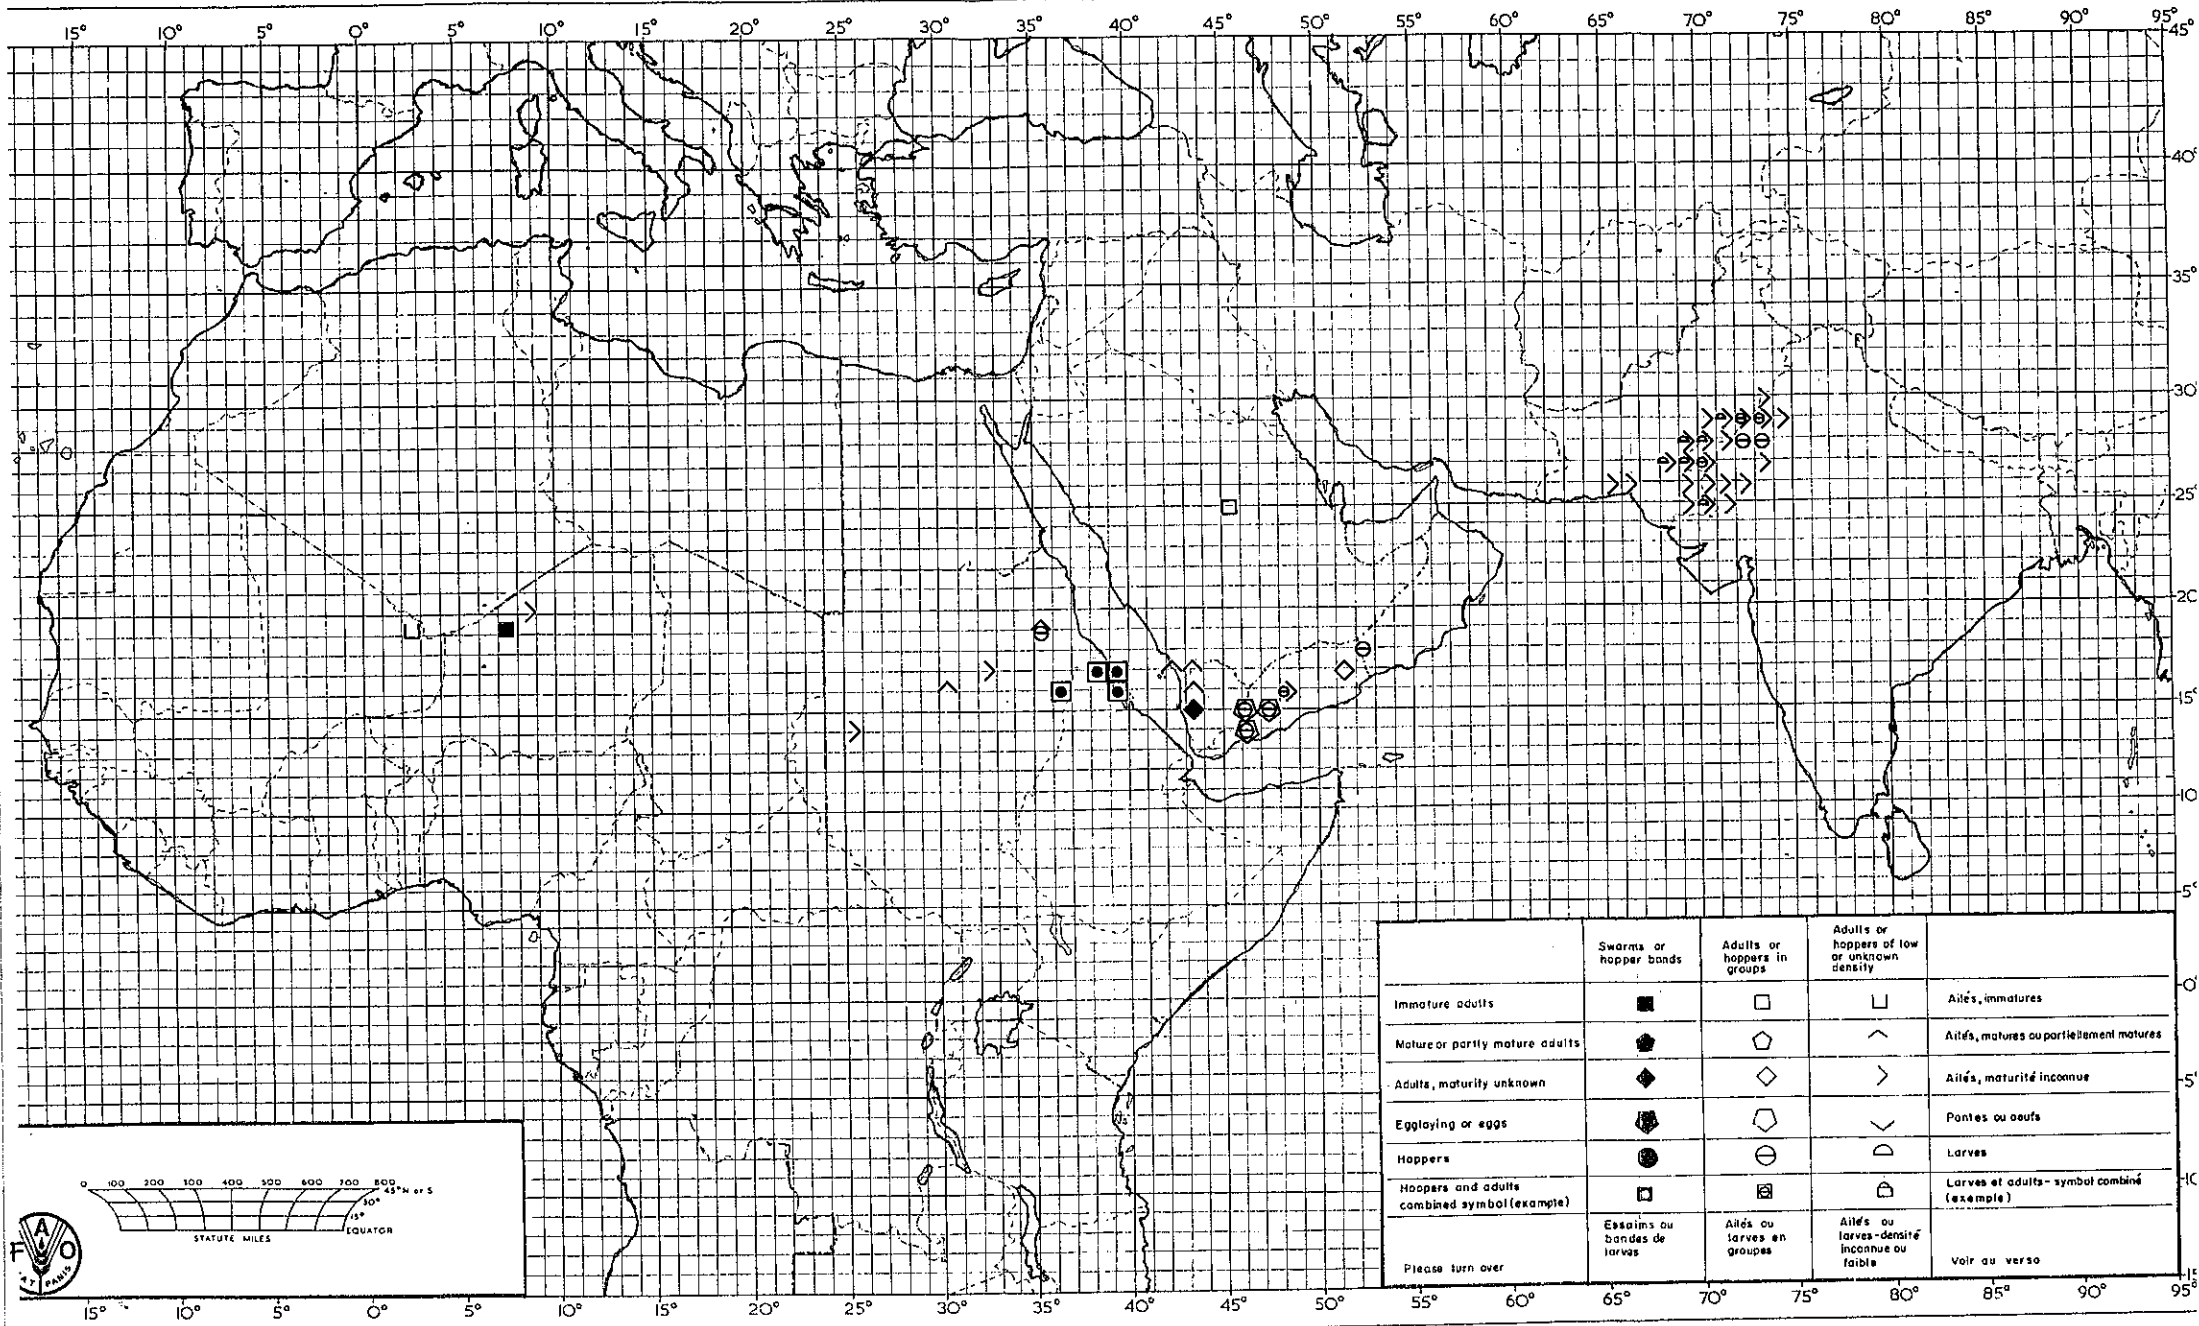 15° 10° 5° 0° 5° 10° 15° 20° 25° 30° 35° 40° 45° 50° 55° 60° 65° 70° 75° 80° 85° 90° 95°
45°
40°
35°
30°
25°
20°
15°
10°
5°
0°
5°
10°
15°
Swarms or hopper bands
Adults or hoppers in groups
Adults or hoppers of low or unknown density
Immature adults
Ailés, immatures
Mature or partly mature adults
Ailés, matures ou partiellement matures
Adults, maturity unknown
Ailés, maturité inconnue
Egglaying or eggs
Pontes ou oeufs
Hoppers
Larves
Hoppers and adults combined symbol (example)
Larves et adults - symbol combiné (exemple)
Please turn over
Essaims ou bandes de larves
Ailés ou larves en groupes
Ailés ou larves-densité inconnue ou faible
Voir au verso
0 100 200 300 400 500 600 700 800
45° N or S
30°
15°
EQUATOR
STATUTE MILES
F A O
FIAT PANIS
15° 10° 5° 0° 5° 10° 15° 20° 25° 30° 35° 40° 45° 50° 55° 60° 65° 70° 75° 80° 85° 90° 95°